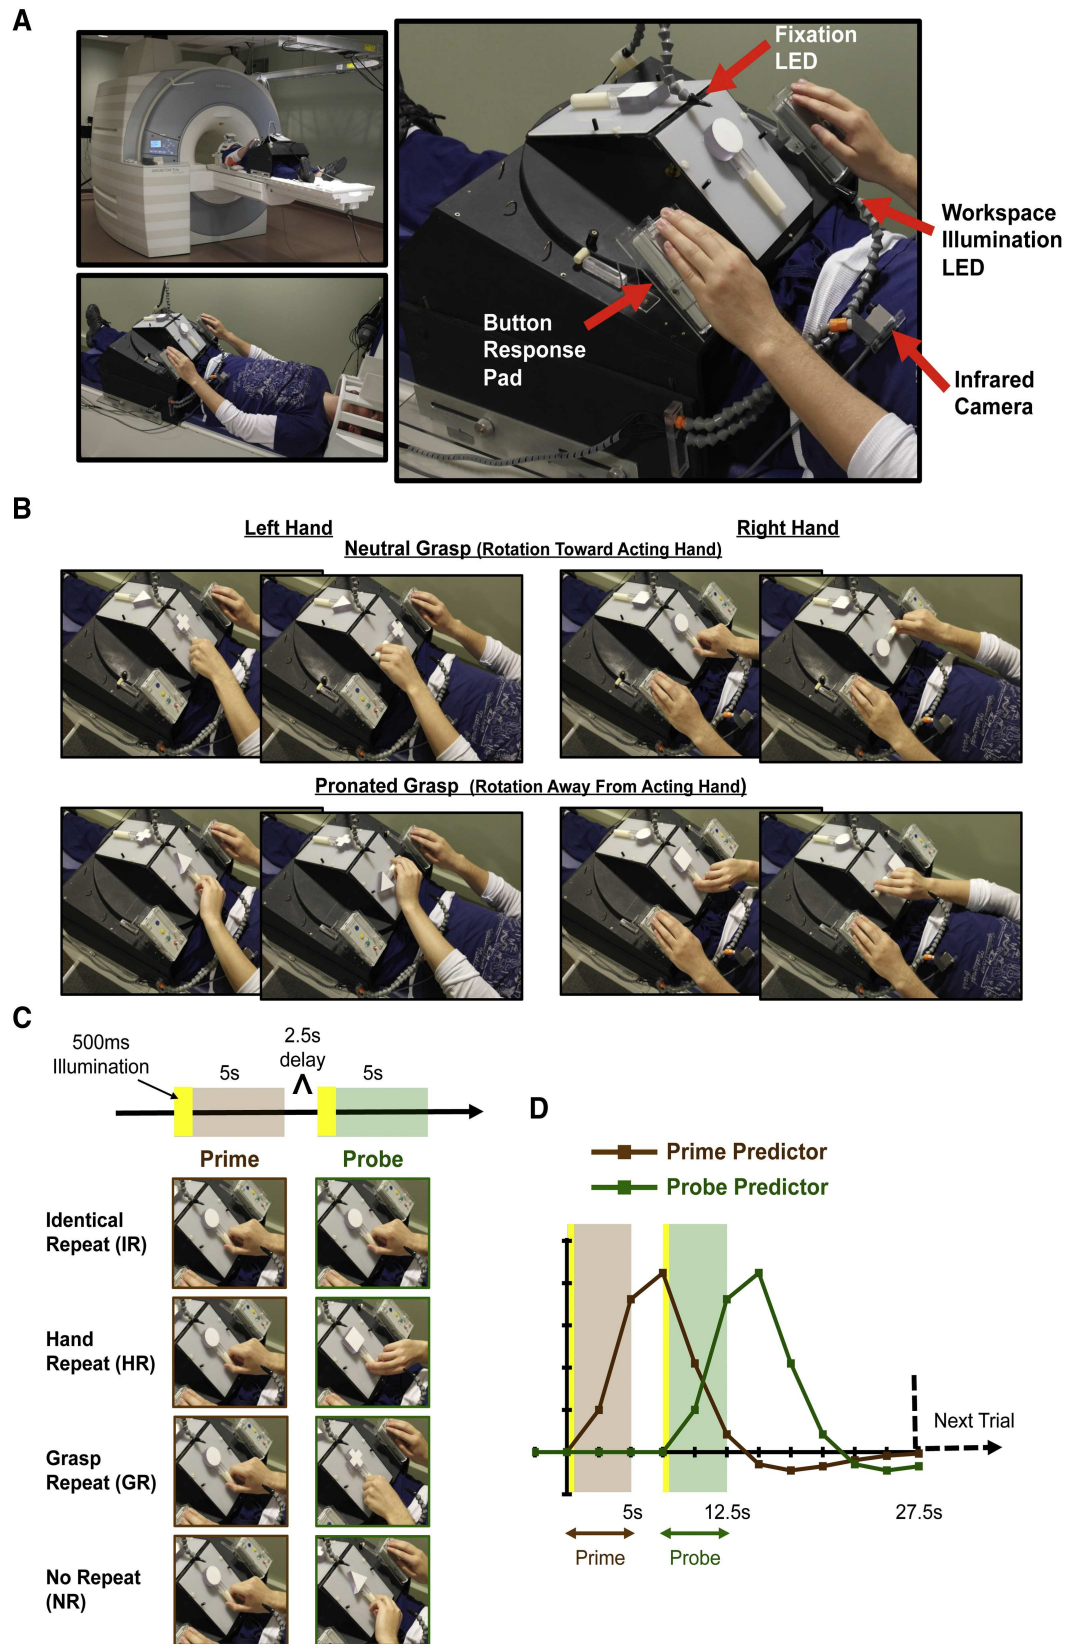 A
Fixation
LED
Workspace
Illumination
LED
Button
Response
Pad
Infrared
Camera
B
Left Hand
Right Hand
Neutral Grasp (Rotation Toward Acting Hand)
Pronated Grasp (Rotation Away From Acting Hand)
C
500ms
Illumination
5s
2.5s
delay
5s
Prime
Probe
Identical
Repeat (IR)
Hand
Repeat (HR)
Grasp
Repeat (GR)
No Repeat
(NR)
D
Prime Predictor
Probe Predictor
Next Trial
5s
12.5s
27.5s
Prime
Probe